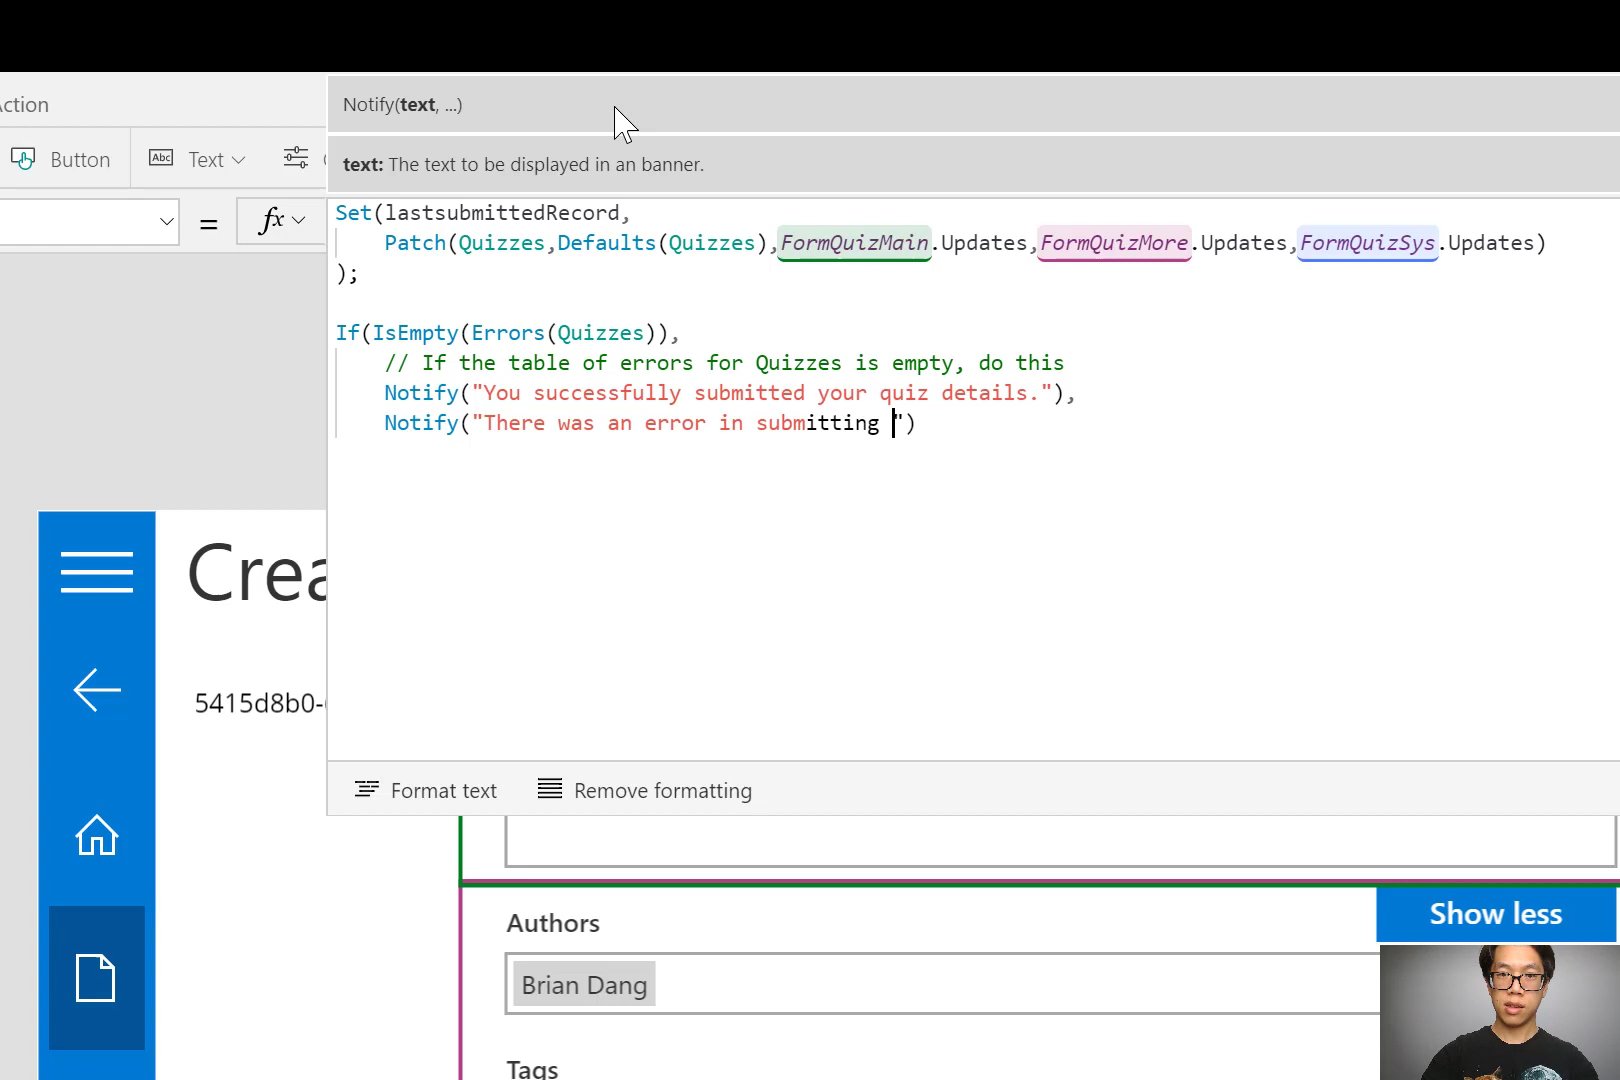 Action
Notify(text, ...)
Button
Text
text: The text to be displayed in an banner.
=
fx
Set(lastsubmittedRecord,
Patch(Quizzes,Defaults(Quizzes),FormQuizMain.Updates,FormQuizMore.Updates,FormQuizSys.Updates)
);
If(IsEmpty(Errors(Quizzes)),
// If the table of errors for Quizzes is empty, do this
Notify("You successfully submitted your quiz details."),
Notify("There was an error in submitting ")
Crea
5415d8b0-
Format text
Remove formatting
Authors
Show less
Brian Dang
Tags